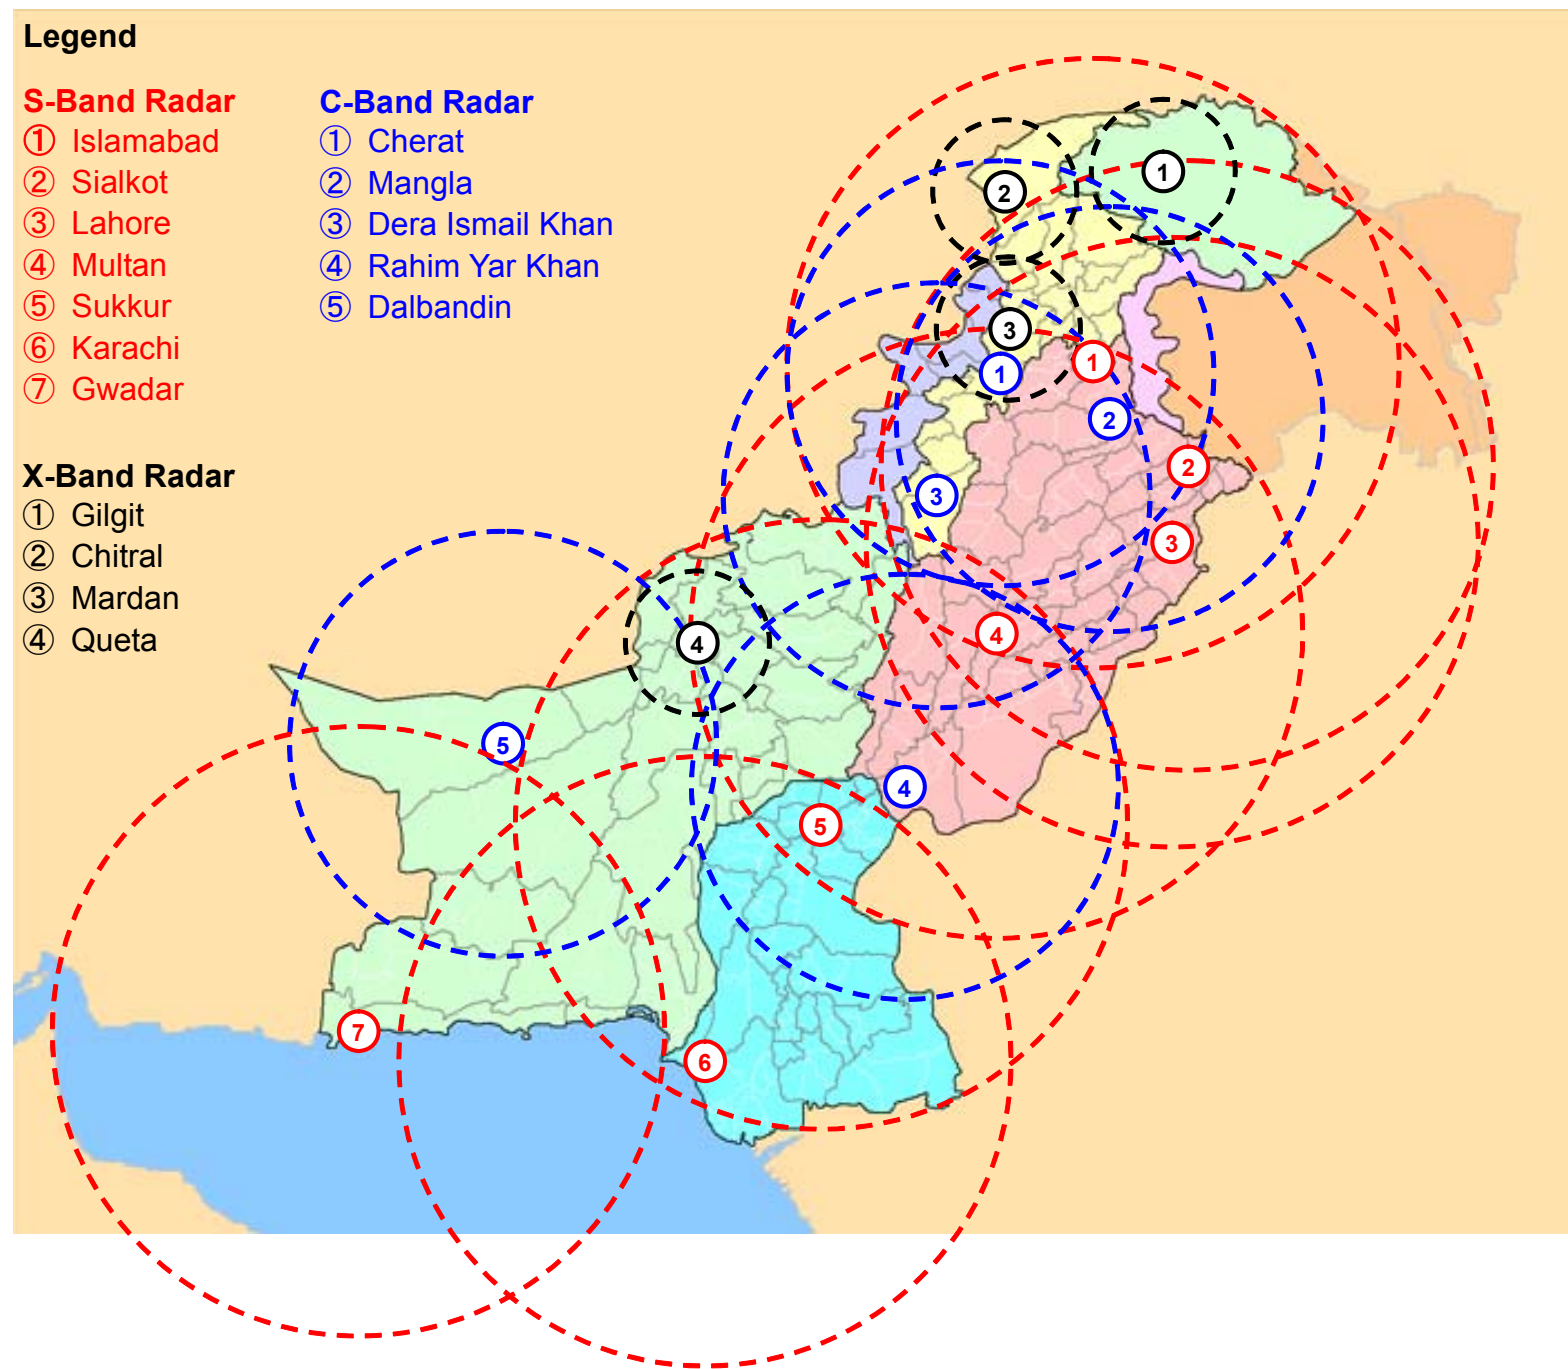 Legend
S-Band Radar
① Islamabad
② Sialkot
③ Lahore
④ Multan
⑤ Sukkur
⑥ Karachi
⑦ Gwadar
C-Band Radar
① Cherat
② Mangla
③ Dera Ismail Khan
④ Rahim Yar Khan
⑤ Dalbandin
X-Band Radar
① Gilgit
② Chitral
③ Mardan
④ Queta
1
2
3
1
1
2
2
3
3
4
4
5
4
5
6
7